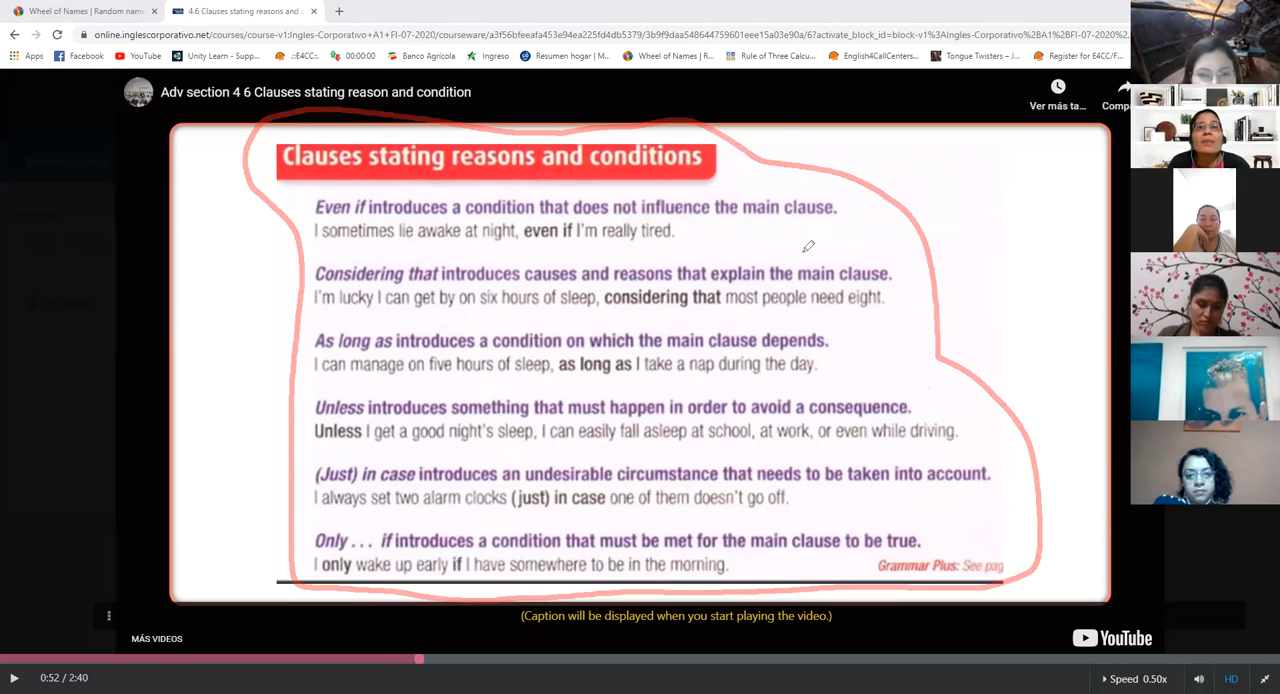 Wheel of Names | Random name
4.6 Clauses stating reasons and c
online.inglescorporativo.net/courses/course-v1:Ingles-Corporativo+A1+FI-07-2020/courseware/a3f56bfeefa453e94ea225fd4db5379/3b9f9daa548644759601eee15a03e90a/6?activate_block_id=block-v1%3AIngles-Corporativo%2BA1%2BFI-07-2020%2
Apps Facebook YouTube Unity Learn - Supp... .::E4CC:. 00:00:00 Banco Agrícola Ingreso Resumen hogar | M... Wheel of Names | R... Rule of Three Calcu... English4CallCenters... Tongue Twisters – J... Register for E4CC/F...
Adv section 4 6 Clauses stating reason and condition
Ver más ta...
Compa
Clauses stating reasons and conditions
Even if introduces a condition that does not influence the main clause.
I sometimes lie awake at night, even if I'm really tired.
Considering that introduces causes and reasons that explain the main clause.
I'm lucky I can get by on six hours of sleep, considering that most people need eight.
As long as introduces a condition on which the main clause depends.
I can manage on five hours of sleep, as long as I take a nap during the day.
Unless introduces something that must happen in order to avoid a consequence.
Unless I get a good night's sleep, I can easily fall asleep at school, at work, or even while driving.
(Just) in case introduces an undesirable circumstance that needs to be taken into account.
I always set two alarm clocks (just) in case one of them doesn't go off.
Only . . . if introduces a condition that must be met for the main clause to be true.
I only wake up early if I have somewhere to be in the morning.
Grammar Plus: See pag
(Caption will be displayed when you start playing the video.)
MÁS VIDEOS
YouTube
0:52 / 2:40
Speed 0.50x
HD